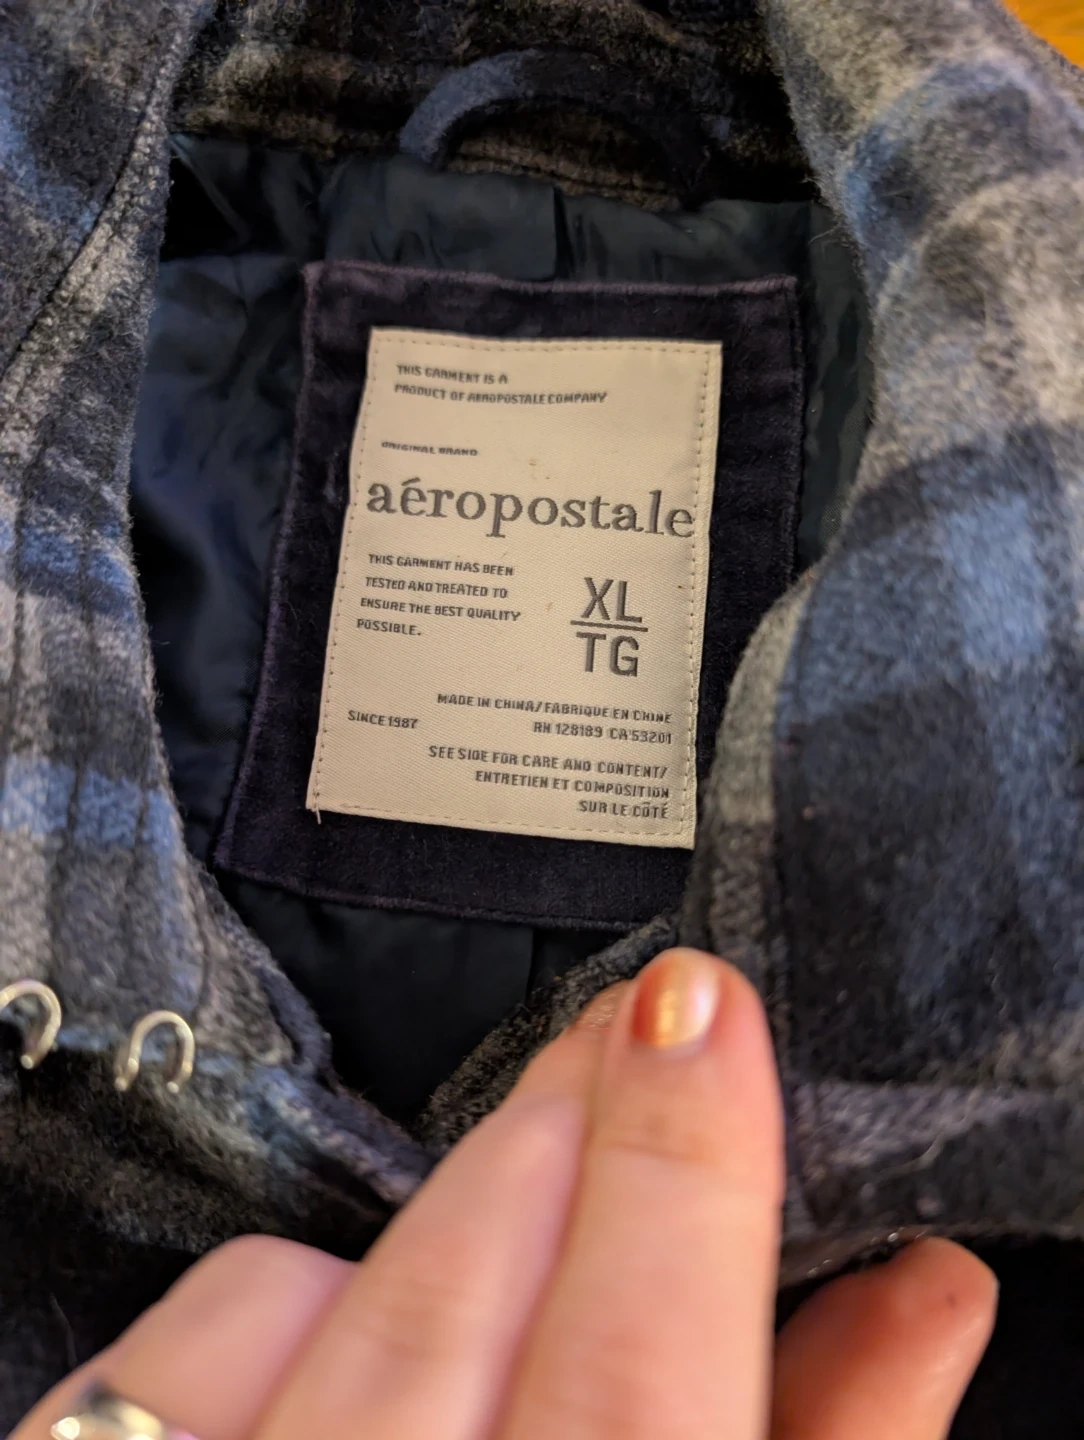 THIS GARMENT IS A
PRODUCT OF AEROPOSTALE COMPANY
ORIGINAL BRAND
aéropostale
THIS GARMENT HAS BEEN
TESTED AND TREATED TO
ENSURE THE BEST QUALITY
POSSIBLE.
XL
TG
MADE IN CHINA/FABRIQUE EN CHINE
SINCE 1987
RN 128189 CA 53201
SEE SIDE FOR CARE AND CONTENT/
ENTRETIEN ET COMPOSITION
SUR LE CÔTÉ